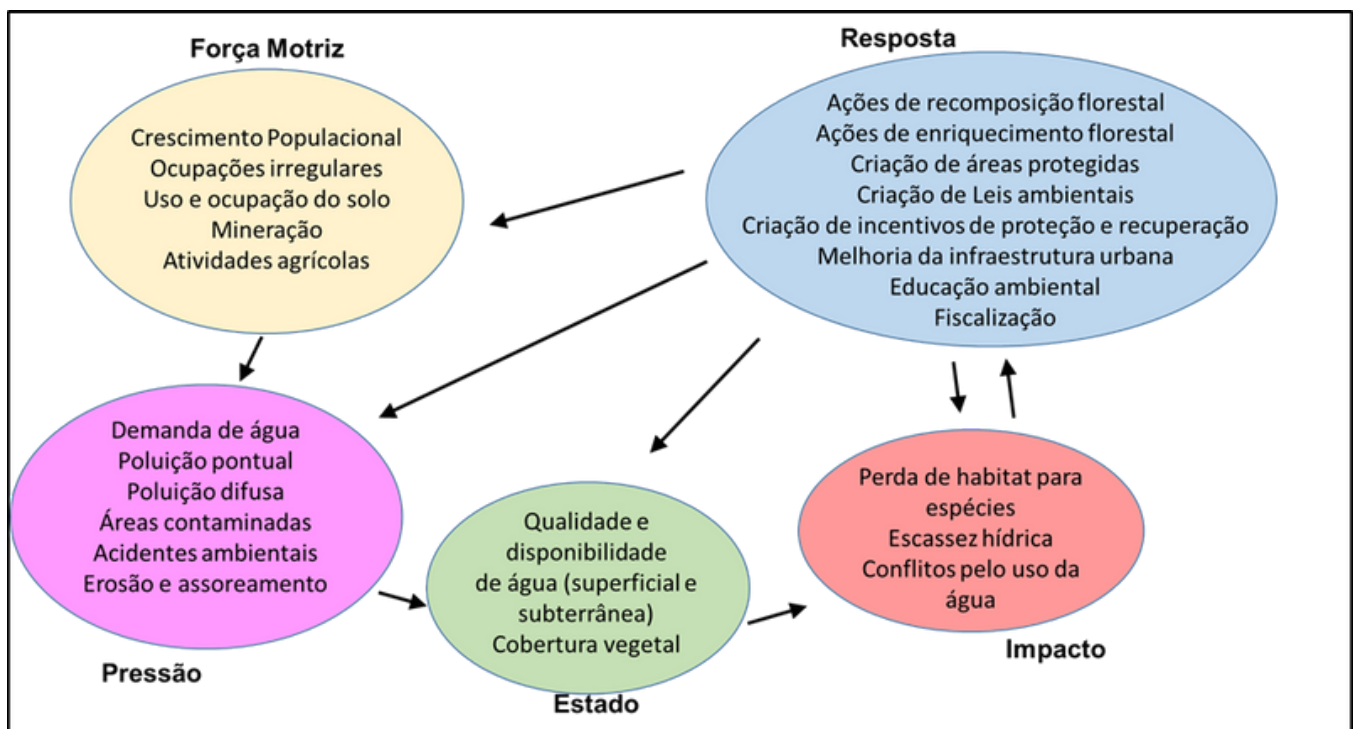 Força Motriz
Crescimento Populacional
Ocupações irregulares
Uso e ocupação do solo
Mineração
Atividades agrícolas
Resposta
Ações de recomposição florestal
Ações de enriquecimento florestal
Criação de áreas protegidas
Criação de Leis ambientais
Criação de incentivos de proteção e recuperação
Melhoria da infraestrutura urbana
Educação ambiental
Fiscalização
Demanda de água
Poluição pontual
Poluição difusa
Áreas contaminadas
Acidentes ambientais
Erosão e assoreamento
Pressão
Qualidade e
disponibilidade
de água (superficial e
subterrânea)
Cobertura vegetal
Estado
Perda de habitat para
espécies
Escassez hídrica
Conflitos pelo uso da
água
Impacto